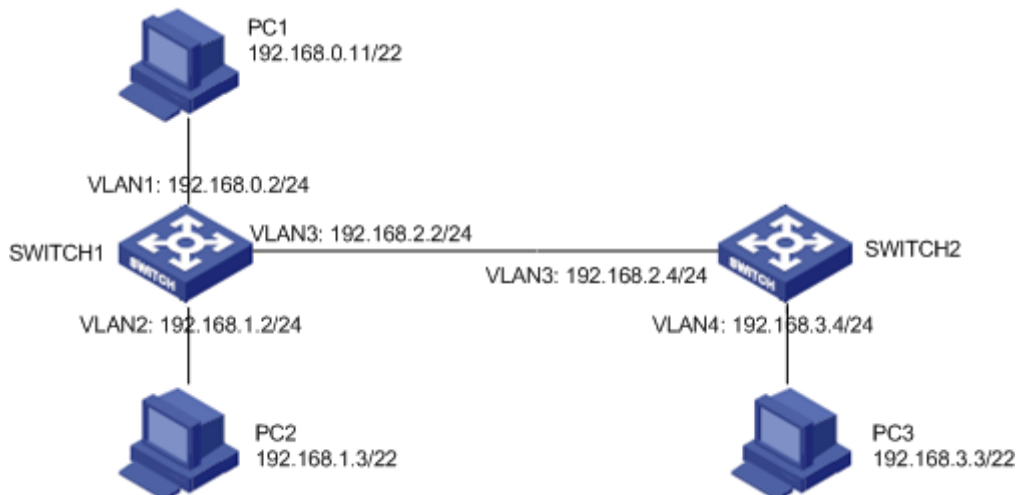 PC1
192.168.0.11/22
VLAN1: 192.168.0.2/24
SWITCH1
SWITCH
VLAN3: 192.168.2.2/24
VLAN3: 192.168.2.4/24
SWITCH
SWITCH2
VLAN2: 192.168.1.2/24
VLAN4: 192.168.3.4/24
PC2
192.168.1.3/22
PC3
192.168.3.3/22